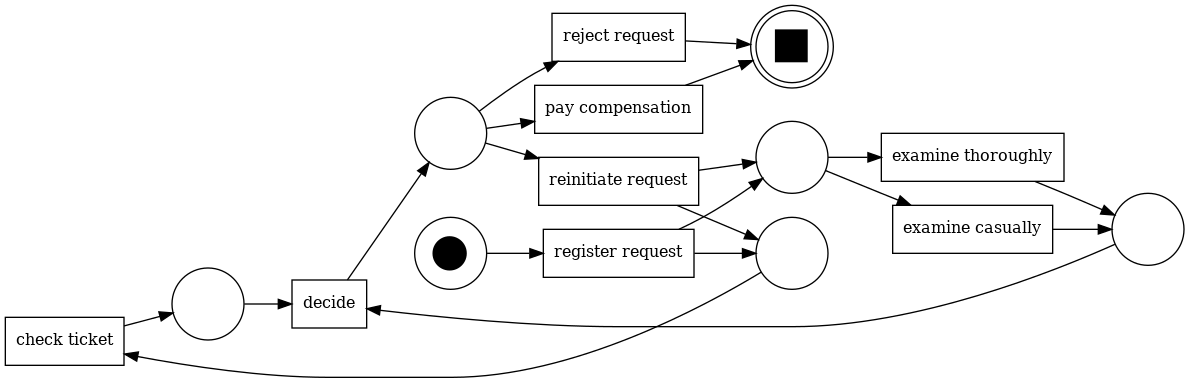 reject request
pay compensation
examine thoroughly
reinitiate request
examine casually
register request
decide
check ticket